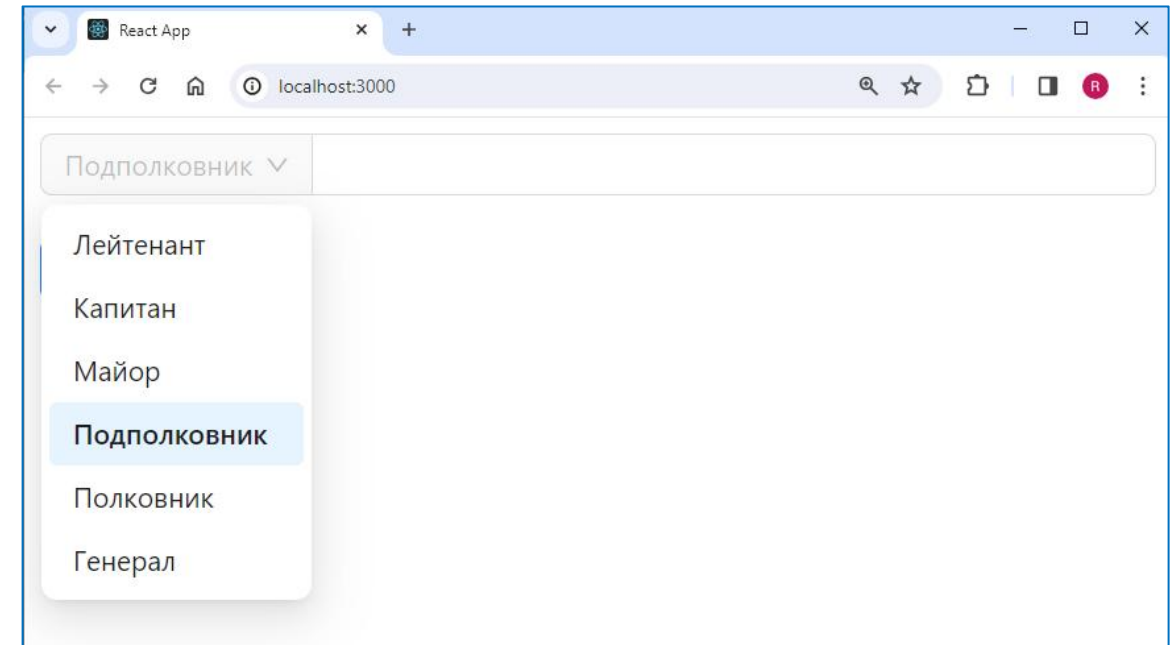 React App
localhost:3000
R
Подполковник
Лейтенант
Капитан
Майор
Подполковник
Полковник
Генерал